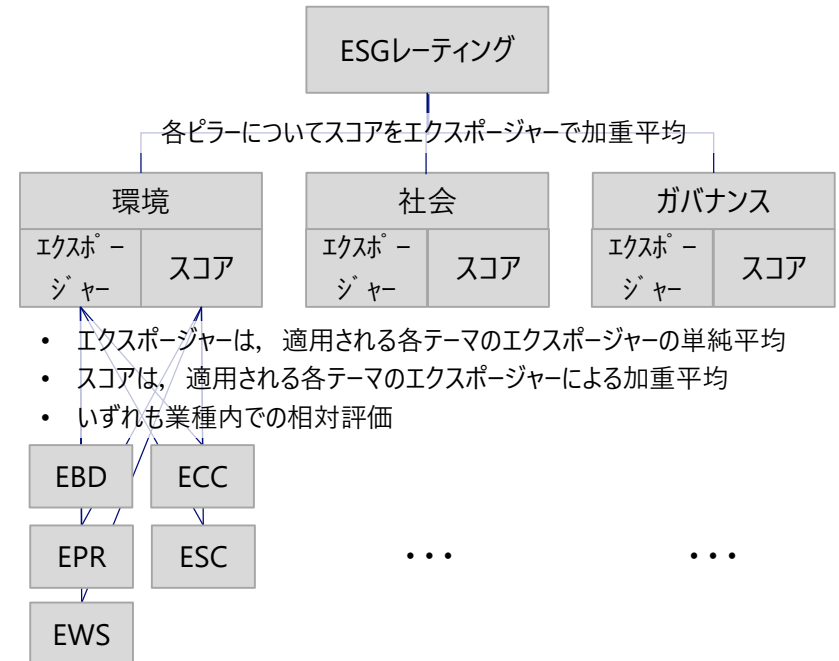 ESGレーティング
各ピラーについてスコアをエクスポージャーで加重平均
環境
社会
ガバナンス
エクスポー
ジャー
スコア
エクスポー
ジャー
スコア
エクスポー
ジャー
スコア
• エクスポージャーは，適用される各テーマのエクスポージャーの単純平均
• スコアは，適用される各テーマのエクスポージャーによる加重平均
• いずれも業種内での相対評価
EBD
ECC
EPR
ESC
・・・
・・・
EWS